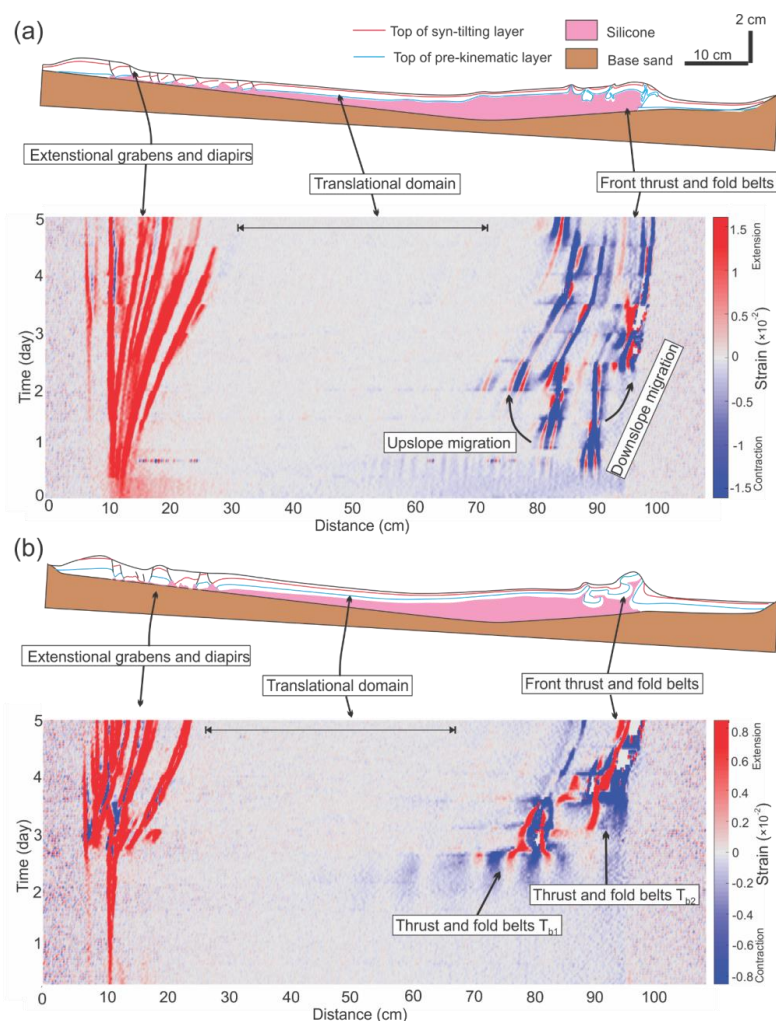 (a)
Top of syn-tilting layer
Top of pre-kinematic layer
Silicone
Base sand
2 cm
10 cm
Extenstional grabens and diapirs
Translational domain
Front thrust and fold belts
5
4
3
2
1
0
Time (day)
Upslope migration
Downslope migration
0 10 20 30 40 50 60 70 80 90 100
Distance (cm)
1.5
1
0.5
0
-0.5
-1
-1.5
Extension
Strain (×10⁻²)
Contraction
(b)
Extenstional grabens and diapirs
Translational domain
Front thrust and fold belts
5
4
3
2
1
Time (day)
Thrust and fold belts Tb2
Thrust and fold belts Tb1
0 10 20 30 40 50 60 70 80 90 100
Distance (cm)
0.8
0.6
0.4
0.2
0
-0.2
-0.4
-0.6
-0.8
Extension
Strain (×10⁻²)
Contraction